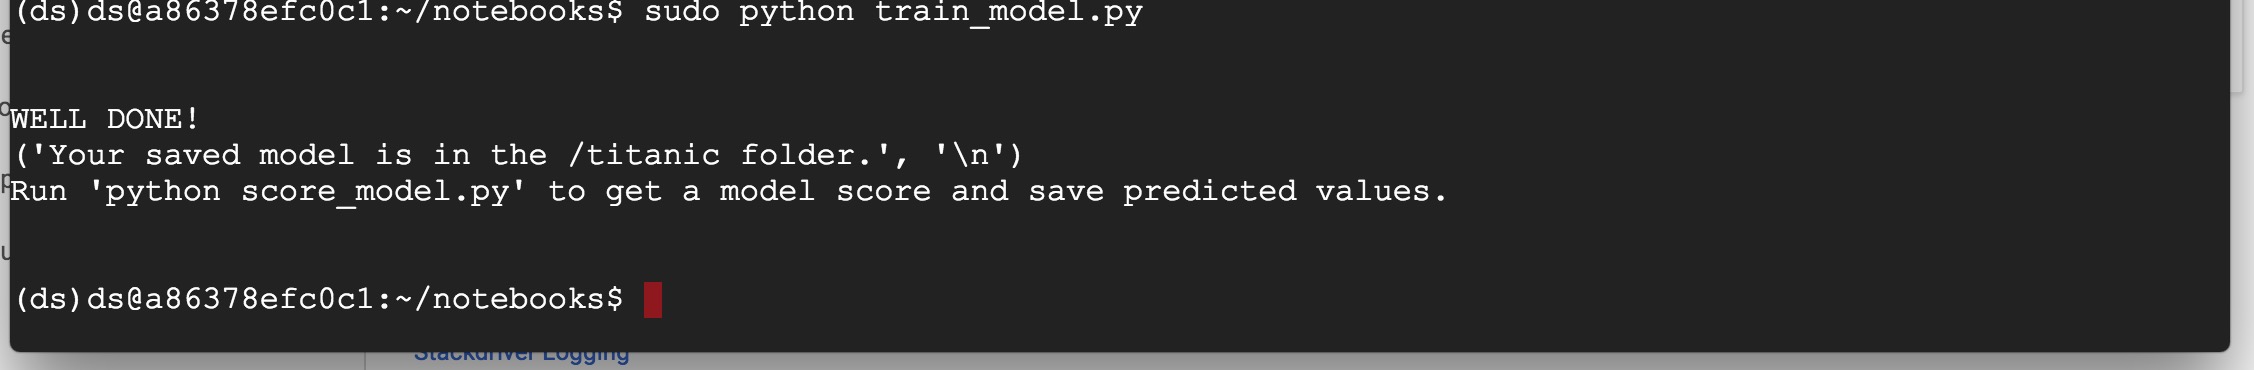 (ds)ds@a86378efc0c1:~/notebooks$ sudo python train_model.py
WELL DONE!
('Your saved model is in the /titanic folder.', '\n')
Run 'python score_model.py' to get a model score and save predicted values.
(ds)ds@a86378efc0c1:~/notebooks$
Stackdriver Logging